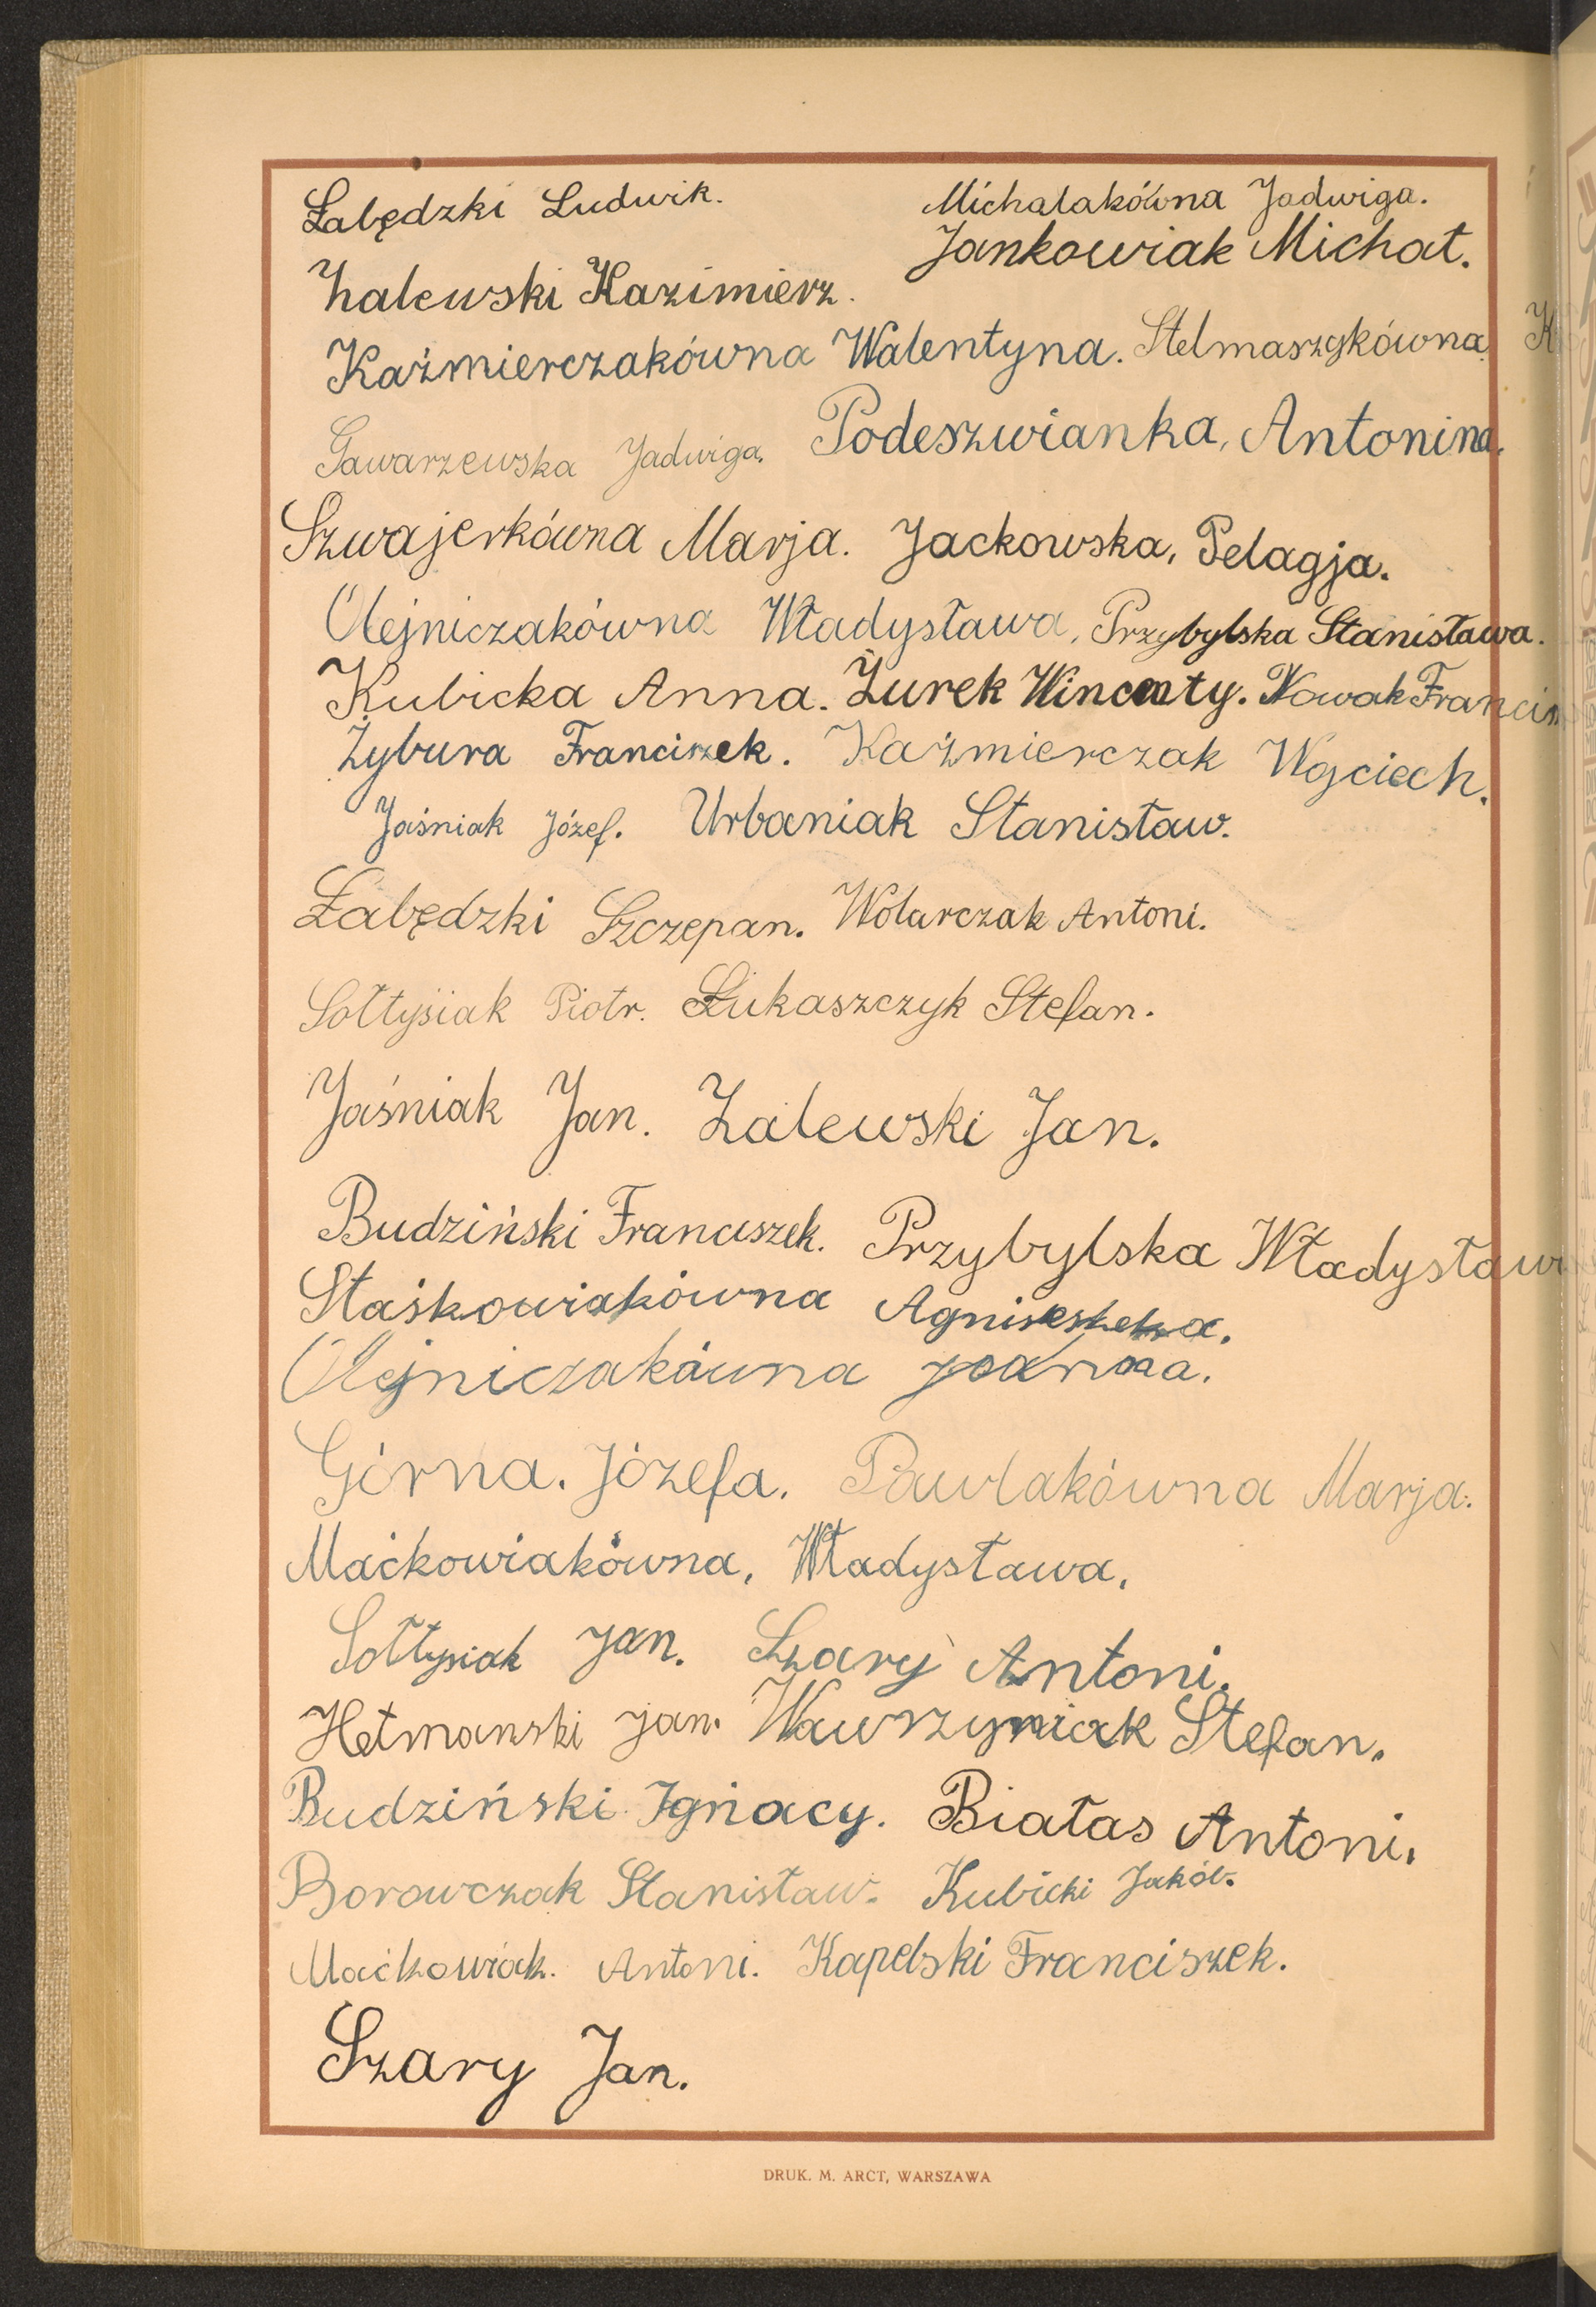 Łabędzki Ludwik. Michalakówna Jadwiga.
Jankowiak Michał.
Zalewski Kazimierz.
Kaźmierczakówna Walentyna. Stelmaszykówna K
Gawarzewska Jadwiga. Podeszwianka, Antonina.
Szwajerkówna Marja. Jackowska, Pelagja.
Olejniczakówna Władysława, Przybylska Stanisława.
Kubicka Anna. Żurek Wincenty. Nowak Francis
Żybura Franciszek. Kaźmierczak Wojciech.
Jaśniak Józef. Urbaniak Stanisław.
Łabędzki Szczepan. Wolarczak Antoni.
Sołtysiak Piotr. Łukaszczyk Stefan.
Jaśniak Jan. Zalewski Jan.
Budziński Franciszek. Przybylska Władysław
Staśkowiakówna Agnieszka.
Olejniczakówna Joanna.
Górna. Józefa. Pawlakówna Marja.
Maćkowiakówna, Władysława,
Sołtysiak Jan. Szary Antoni.
Hetmanski Jan. Wawrzyniak Stefan.
Budziński Ignacy. Białas Antoni.
Borowczak Stanisław. Kubicki Jakób.
Maćkowiak. Antoni. Kapelski Franciszek.
Szary Jan.
DRUK. M. ARCT, WARSZAWA